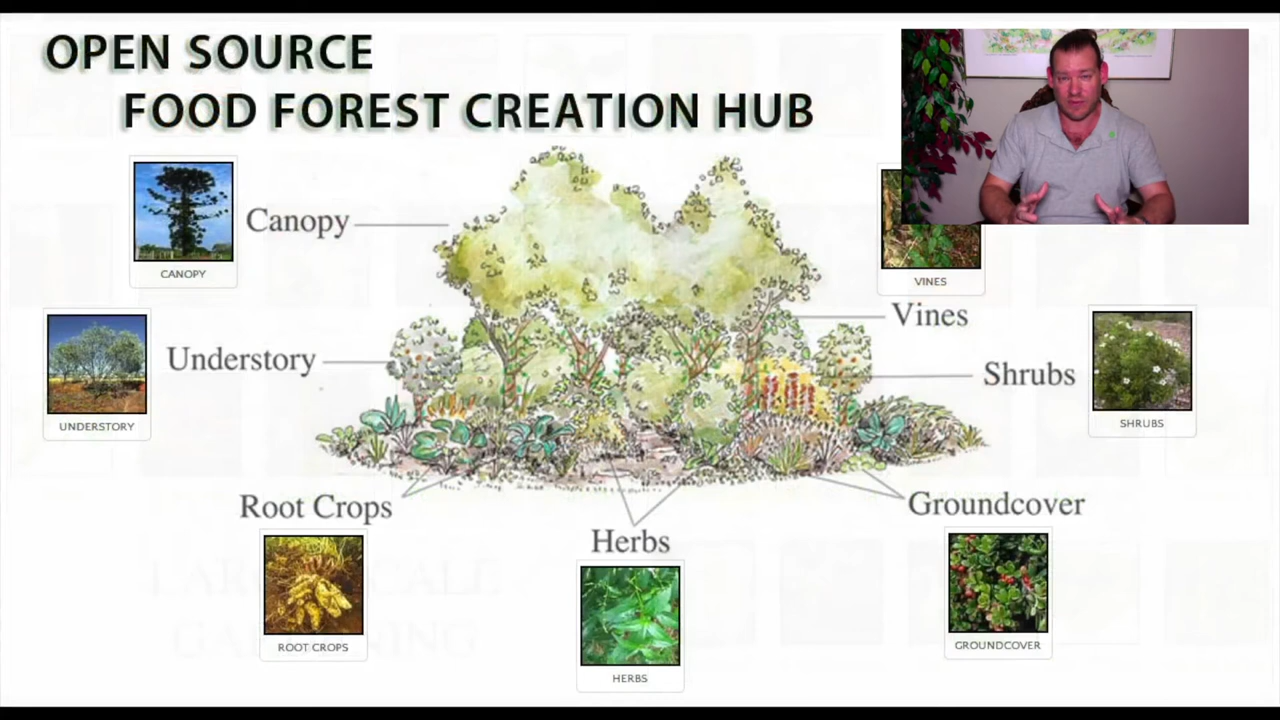 OPEN SOURCE
FOOD FOREST CREATION HUB
Canopy
CANOPY
VINES
Vines
Understory
UNDERSTORY
Shrubs
SHRUBS
Root Crops
ROOT CROPS
Herbs
HERBS
Groundcover
GROUNDCOVER